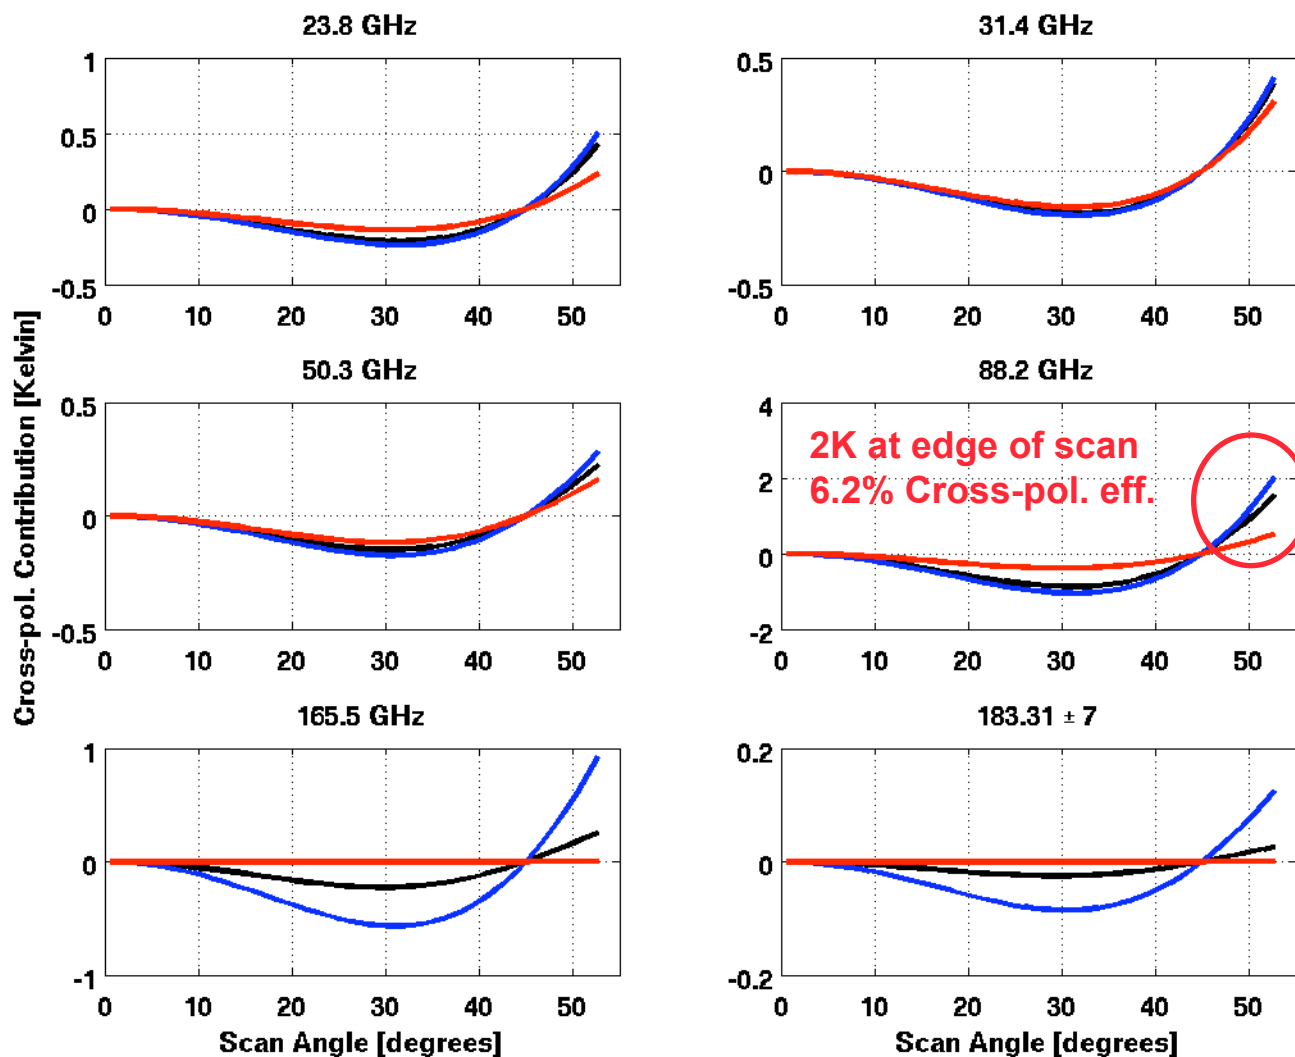 23.8 GHz
1
0.5
0
-0.5
0 10 20 30 40 50
31.4 GHz
0.5
0
-0.5
0 10 20 30 40 50
Cross-pol. Contribution [Kelvin]
50.3 GHz
0.5
0
-0.5
0 10 20 30 40 50
88.2 GHz
4
2
0
-2
2K at edge of scan
6.2% Cross-pol. eff.
0 10 20 30 40 50
165.5 GHz
1
0
-1
0 10 20 30 40 50
Scan Angle [degrees]
183.31 ± 7
0.2
0
-0.2
0 10 20 30 40 50
Scan Angle [degrees]